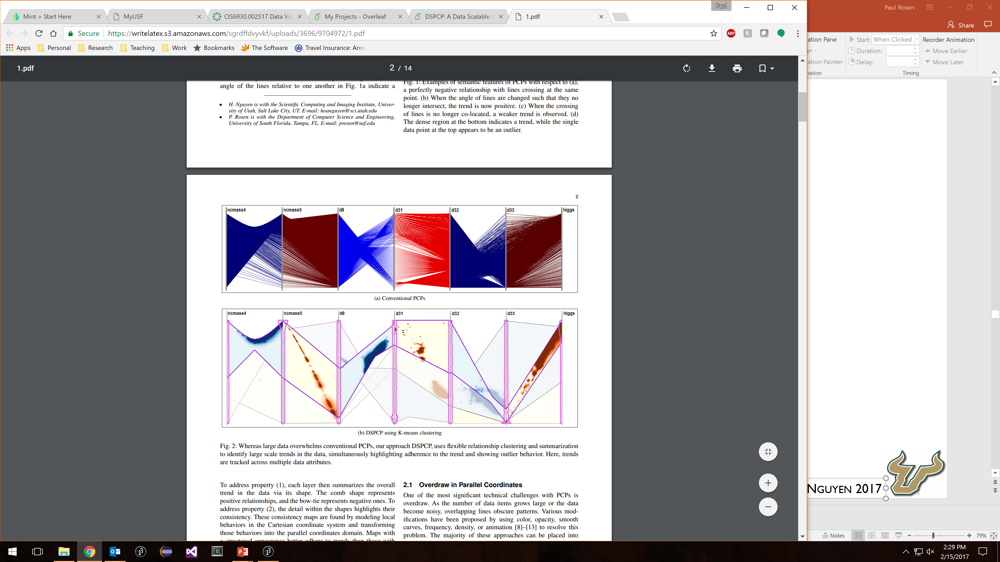 Paul
Mint > Start Here
MyUSF
CIS6930.002S17 Data Vis
My Projects - Overleaf
DSPCP: A Data Scalable A
1.pdf
Secure
https://writelatex.s3.amazonaws.com/sgrdffdvyvkf/uploads/3696/9704972/1.pdf
ABP
Apps
Personal
Research
Teaching
Work
Bookmarks
The Software
Travel Insurance: Annu
1.pdf
2 / 14
angle of the lines relative to one another in Fig. 1a indicate a
• H. Nguyen is with the Scientific Computing and Imaging Institute, Univer-
sity of Utah, Salt Lake City, UT. E-mail: hoanguyen@sci.utah.edu
• P. Rosen is with the Department of Computer Science and Engineering,
University of South Florida, Tampa, FL. E-mail: prosen@usf.edu
Fig. 1: Examples of semantic features of PCPs with respect to (a),
a perfectly negative relationship with lines crossing at the same
point. (b) When the angle of lines are changed such that they no
longer intersect, the trend is now positive. (c) When the crossing
of lines is no longer co-located, a weaker trend is observed. (d)
The dense region at the bottom indicates a trend, while the single
data point at the top appears to be an outlier.
2
ncmass4 ncmass5 d8 d31 d32 d33 higgs
(a) Conventional PCPs
ncmass4 ncmass5 d8 d31 d32 d33 higgs
(b) DSPCP using K-means clustering
Fig. 2: Whereas large data overwhelms conventional PCPs, our approach DSPCP, uses flexible relationship clustering and summarization
to identify large scale trends in the data, simultaneously highlighting adherence to the trend and showing outlier behavior. Here, trends
are tracked across multiple data attributes.
To address property (1), each layer then summarizes the overall
trend in the data via its shape. The comb shape represents
positive relationships, and the bow-tie represents negative ones. To
address property (2), the detail within the shapes highlights their
consistency. These consistency maps are found by modeling local
behaviors in the Cartesian coordinate system and transforming
those behaviors into the parallel coordinates domain. Maps with
a structured appearance better adhere to trends than those with
2.1 Overdraw in Parallel Coordinates
One of the most significant technical challenges with PCPs is
overdraw. As the number of data items grows large or the data
become noisy, overlapping lines obscure patterns. Various mod-
ifications have been proposed by using color, opacity, smooth
curves, frequency, density, or animation [8]–[13] to resolve this
problem. The majority of these approaches can be placed into
Paul Rosen
Share
ation Pane
er
ation Painter
nation
Start: When Clicked
Duration:
Delay:
Reorder Animation
Move Earlier
Move Later
Timing
NGUYEN 2017
Notes
79%
2:29 PM
2/15/2017